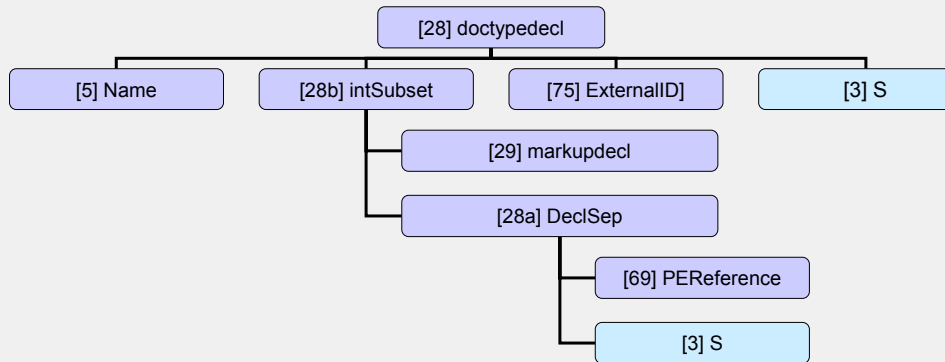 [28] doctypedecl
[5] Name
[28b] intSubset
[75] ExternalID]
[3] S
[29] markupdecl
[28a] DeclSep
[69] PEReference
[3] S